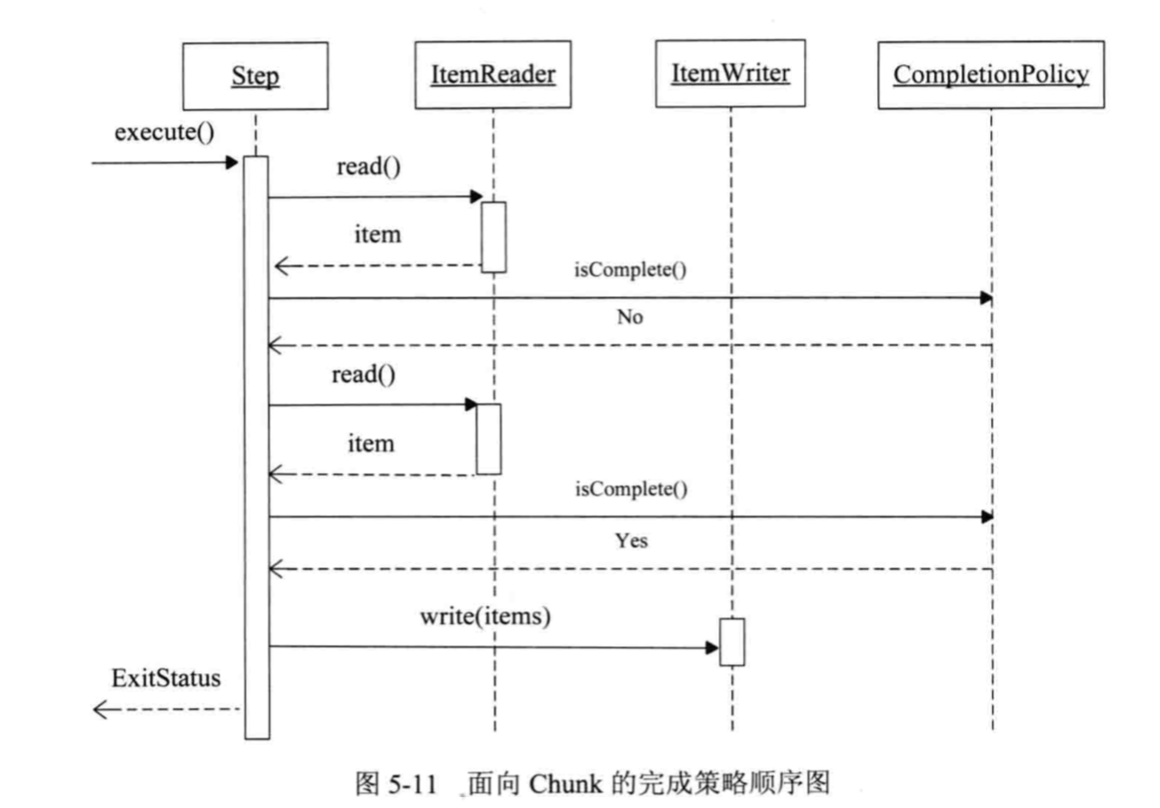 Step
ItemReader
ItemWriter
CompletionPolicy
execute()
read()
item
isComplete()
No
read()
item
isComplete()
Yes
write(items)
ExitStatus
图 5-11 面向 Chunk 的完成策略顺序图